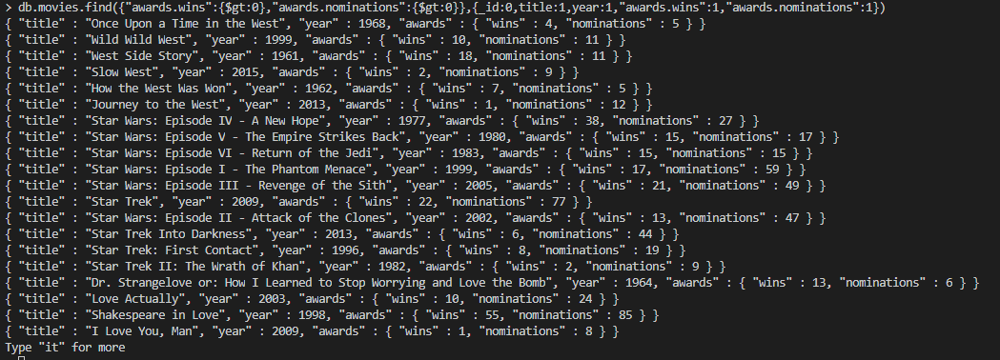 > db.movies.find({"awards.wins":{$gt:0},"awards.nominations":{$gt:0}},{_id:0,title:1,year:1,"awards.wins":1,"awards.nominations":1})
{ "title" : "Once Upon a Time in the West", "year" : 1968, "awards" : { "wins" : 4, "nominations" : 5 } }
{ "title" : "Wild Wild West", "year" : 1999, "awards" : { "wins" : 10, "nominations" : 11 } }
{ "title" : "West Side Story", "year" : 1961, "awards" : { "wins" : 18, "nominations" : 11 } }
{ "title" : "Slow West", "year" : 2015, "awards" : { "wins" : 2, "nominations" : 9 } }
{ "title" : "How the West Was Won", "year" : 1962, "awards" : { "wins" : 7, "nominations" : 5 } }
{ "title" : "Journey to the West", "year" : 2013, "awards" : { "wins" : 1, "nominations" : 12 } }
{ "title" : "Star Wars: Episode IV - A New Hope", "year" : 1977, "awards" : { "wins" : 38, "nominations" : 27 } }
{ "title" : "Star Wars: Episode V - The Empire Strikes Back", "year" : 1980, "awards" : { "wins" : 15, "nominations" : 17 } }
{ "title" : "Star Wars: Episode VI - Return of the Jedi", "year" : 1983, "awards" : { "wins" : 15, "nominations" : 15 } }
{ "title" : "Star Wars: Episode I - The Phantom Menace", "year" : 1999, "awards" : { "wins" : 17, "nominations" : 59 } }
{ "title" : "Star Wars: Episode III - Revenge of the Sith", "year" : 2005, "awards" : { "wins" : 21, "nominations" : 49 } }
{ "title" : "Star Trek", "year" : 2009, "awards" : { "wins" : 22, "nominations" : 77 } }
{ "title" : "Star Wars: Episode II - Attack of the Clones", "year" : 2002, "awards" : { "wins" : 13, "nominations" : 47 } }
{ "title" : "Star Trek Into Darkness", "year" : 2013, "awards" : { "wins" : 6, "nominations" : 44 } }
{ "title" : "Star Trek: First Contact", "year" : 1996, "awards" : { "wins" : 8, "nominations" : 19 } }
{ "title" : "Star Trek II: The Wrath of Khan", "year" : 1982, "awards" : { "wins" : 2, "nominations" : 9 } }
{ "title" : "Dr. Strangelove or: How I Learned to Stop Worrying and Love the Bomb", "year" : 1964, "awards" : { "wins" : 13, "nominations" : 6 } }
{ "title" : "Love Actually", "year" : 2003, "awards" : { "wins" : 10, "nominations" : 24 } }
{ "title" : "Shakespeare in Love", "year" : 1998, "awards" : { "wins" : 55, "nominations" : 85 } }
{ "title" : "I Love You, Man", "year" : 2009, "awards" : { "wins" : 1, "nominations" : 8 } }
Type "it" for more